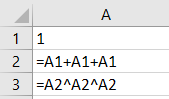 A
1 1
2 =A1+A1+A1
3 =A2^A2^A2